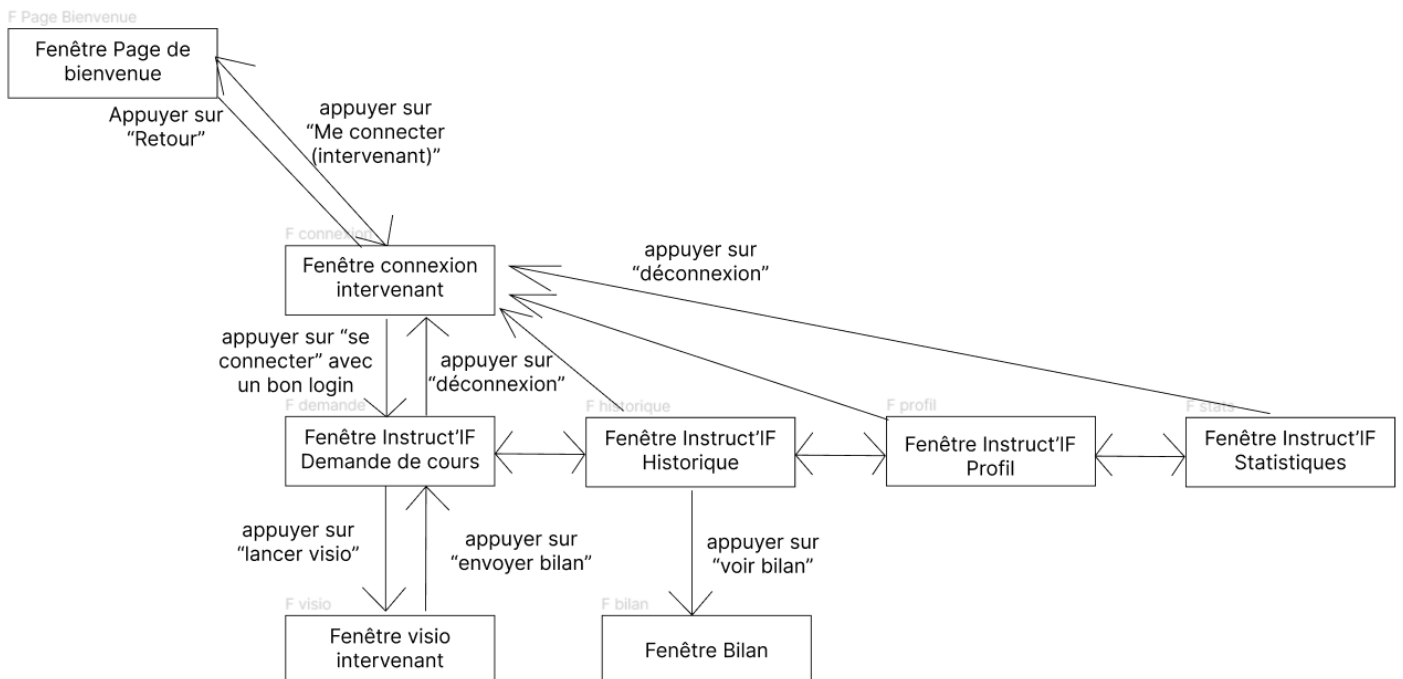 F Page Bienvenue
Fenêtre Page de
bienvenue
Appuyer sur
“Retour”
appuyer sur
“Me connecter
(intervenant)”
F connexion
Fenêtre connexion
intervenant
appuyer sur
“déconnexion”
appuyer sur “se
connecter” avec
un bon login
appuyer sur
“déconnexion”
F demande
Fenêtre Instruct’IF
Demande de cours
F historique
Fenêtre Instruct’IF
Historique
F profil
Fenêtre Instruct’IF
Profil
F stats
Fenêtre Instruct’IF
Statistiques
appuyer sur
“lancer visio”
appuyer sur
“envoyer bilan”
appuyer sur
“voir bilan”
F visio
Fenêtre visio
intervenant
F bilan
Fenêtre Bilan